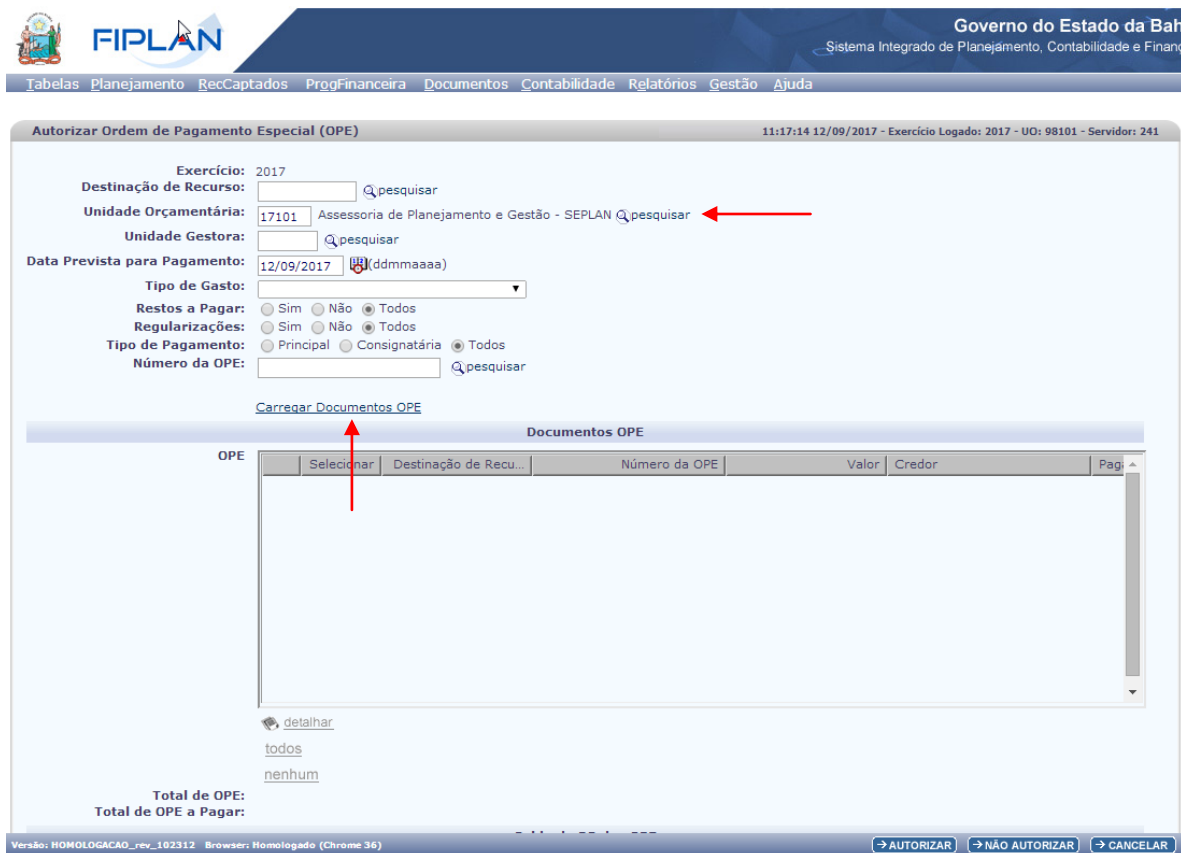 FIPLAN
Governo do Estado da Bah
Sistema Integrado de Planejamento, Contabilidade e Finanç
Tabelas Planejamento RecCaptados ProgFinanceira Documentos Contabilidade Relatórios Gestão Ajuda
Autorizar Ordem de Pagamento Especial (OPE) 11:17:14 12/09/2017 - Exercício Logado: 2017 - UO: 98101 - Servidor: 241
Exercício: 2017
Destinação de Recurso: pesquisar
Unidade Orçamentária: 17101 Assessoria de Planejamento e Gestão - SEPLAN pesquisar
Unidade Gestora: pesquisar
Data Prevista para Pagamento: 12/09/2017 (ddmmaaaa)
Tipo de Gasto:
Restos a Pagar: Sim Não Todos
Regularizações: Sim Não Todos
Tipo de Pagamento: Principal Consignatária Todos
Número da OPE: pesquisar
Carregar Documentos OPE
Documentos OPE
OPE Selecionar Destinação de Recu... Número da OPE Valor Credor Paga
detalhar
todos
nenhum
Total de OPE:
Total de OPE a Pagar:
Versão: HOMOLOGACAO_rev_102312 Browser: Homologado (Chrome 36) AUTORIZAR NÃO AUTORIZAR CANCELAR